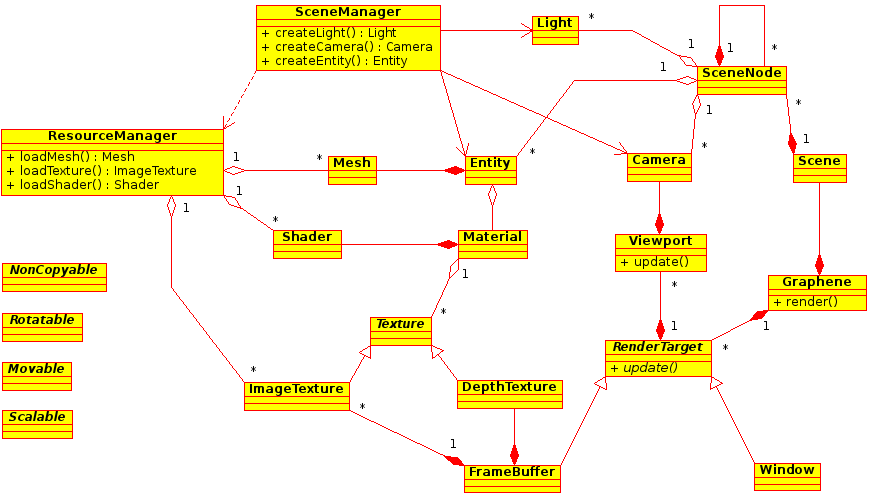 SceneManager
+ createLight() : Light
+ createCamera() : Camera
+ createEntity() : Entity
Light
*
1
1
*
SceneNode
1
1
*
*
ResourceManager
+ loadMesh() : Mesh
+ loadTexture() : ImageTexture
+ loadShader() : Shader
1
*
Mesh
Entity
*
Camera
*
1
Scene
1
1
*
Shader
Material
Viewport
+ update()
1
*
NonCopyable
Graphene
+ render()
*
1
1
*
Rotatable
Texture
RenderTarget
+ update()
*
Movable
*
ImageTexture
DepthTexture
Scalable
*
1
FrameBuffer
Window